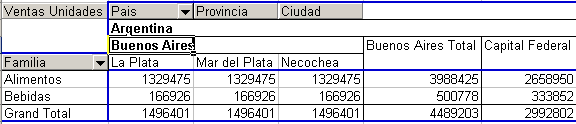 Ventas Unidades Pais Provincia Ciudad
Argentina
Buenos Aires Buenos Aires Total Capital Federal
Familia La Plata Mar del Plata Necochea
Alimentos 1329475 1329475 1329475 3988425 2658950
Bebidas 166926 166926 166926 500778 333852
Grand Total 1496401 1496401 1496401 4489203 2992802